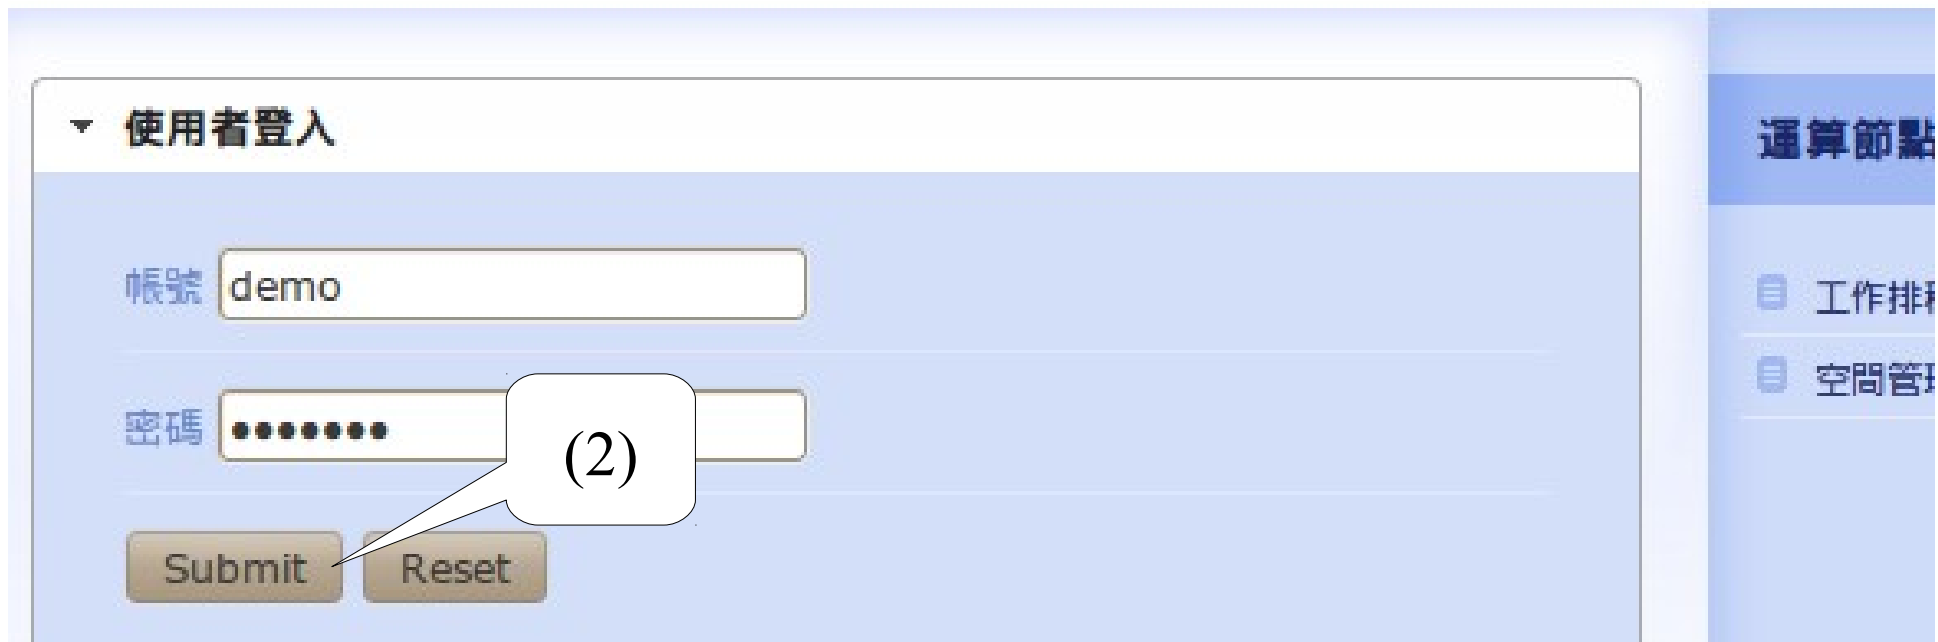 使用者登入
帳號 demo
密碼 •••••••
(2)
Submit Reset
運算節點
工作排
空間管